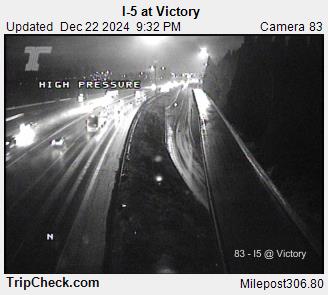 I-5 at Victory
Updated Dec 22 2024 9:32 PM Camera 83
HIGH PRESSURE
N
83 - I5 @ Victory
TripCheck.com Milepost306.80